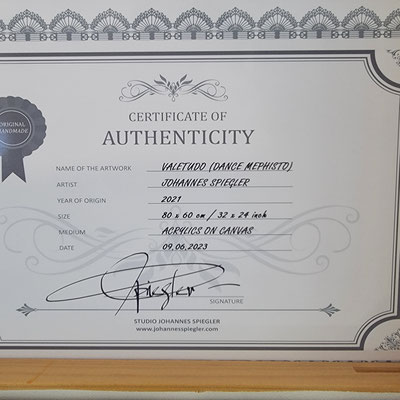 ORIGINAL
HANDMADE
CERTIFICATE OF
AUTHENTICITY
NAME OF THE ARTWORK VALETUDO (DANCE MEPHISTO)
ARTIST JOHANNES SPIEGLER
YEAR OF ORIGIN 2021
SIZE 80 x 60 cm / 32 x 24 inch
MEDIUM ACRYLICS ON CANVAS
DATE 09.06.2023
Spiegler
SIGNATURE
STUDIO JOHANNES SPIEGLER
www.johannesspiegler.com